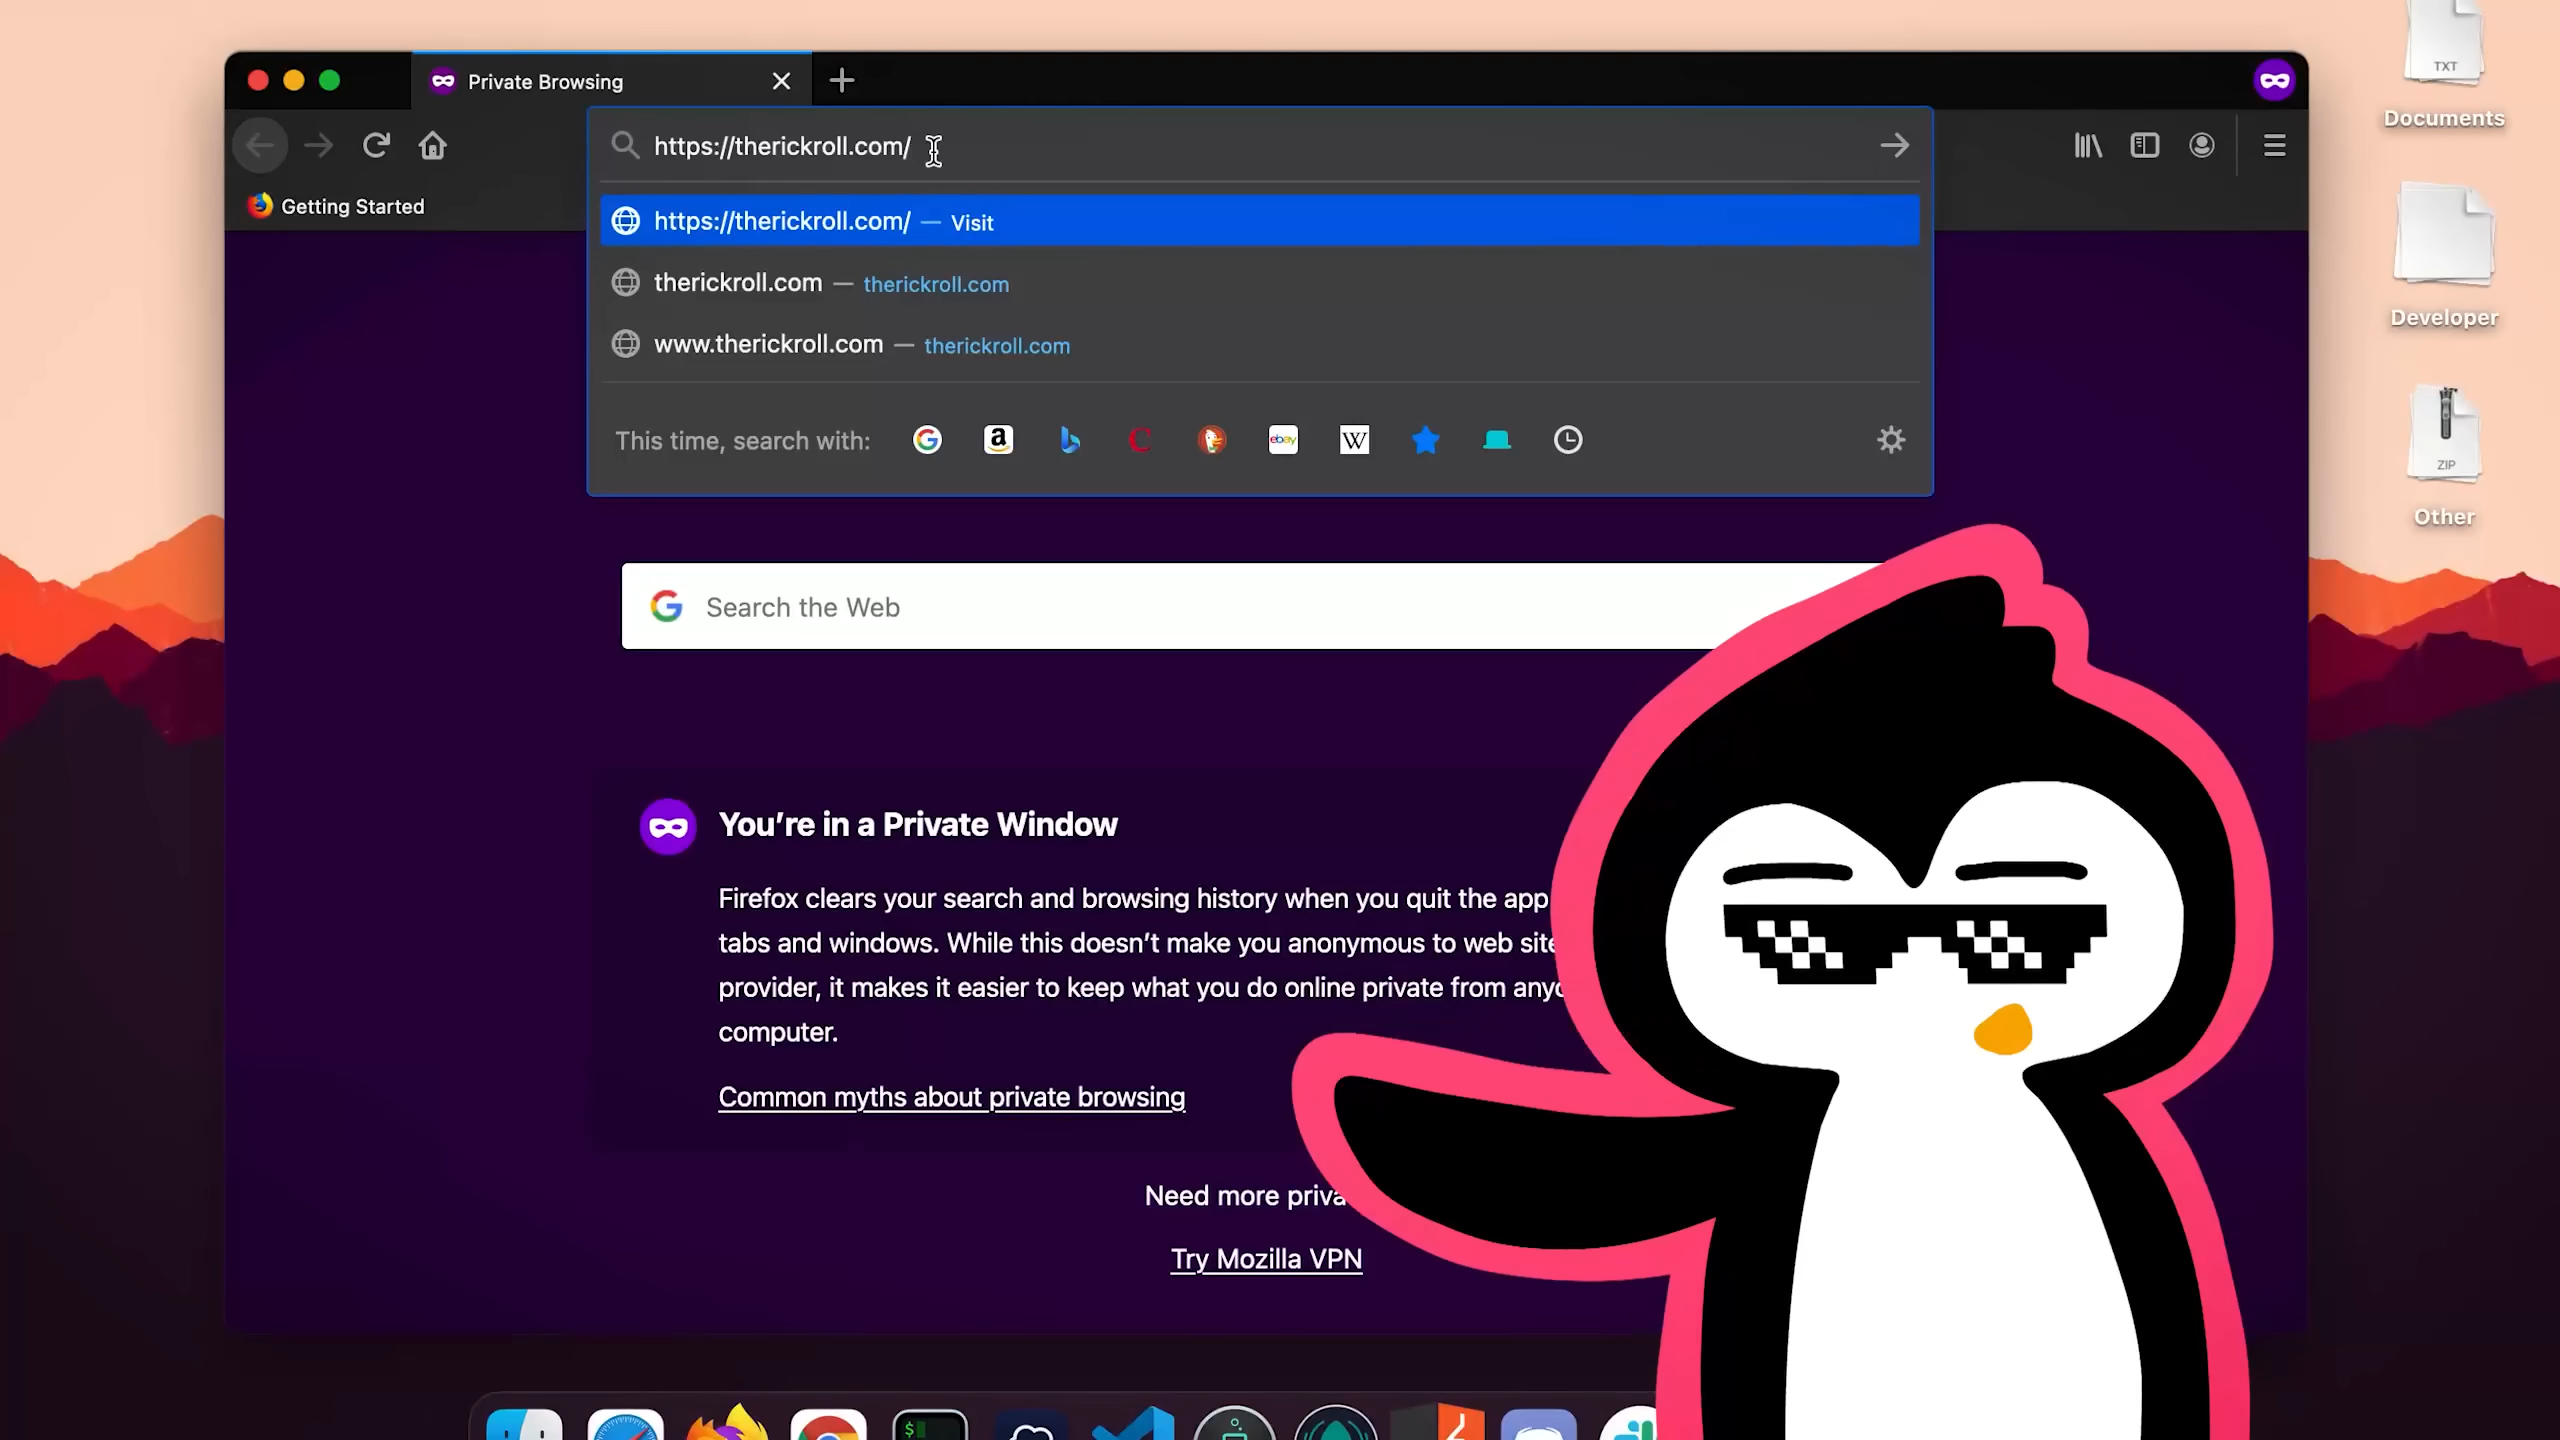 Private Browsing
https://therickroll.com/
Getting Started
https://therickroll.com/ — Visit
therickroll.com — therickroll.com
www.therickroll.com — therickroll.com
This time, search with:
a
C
ebay
W
Search the Web
You’re in a Private Window
Firefox clears your search and browsing history when you quit the app
tabs and windows. While this doesn’t make you anonymous to web site
provider, it makes it easier to keep what you do online private from anyo
computer.
Common myths about private browsing
Need more priva
Try Mozilla VPN
TXT
Documents
Developer
ZIP
Other
$